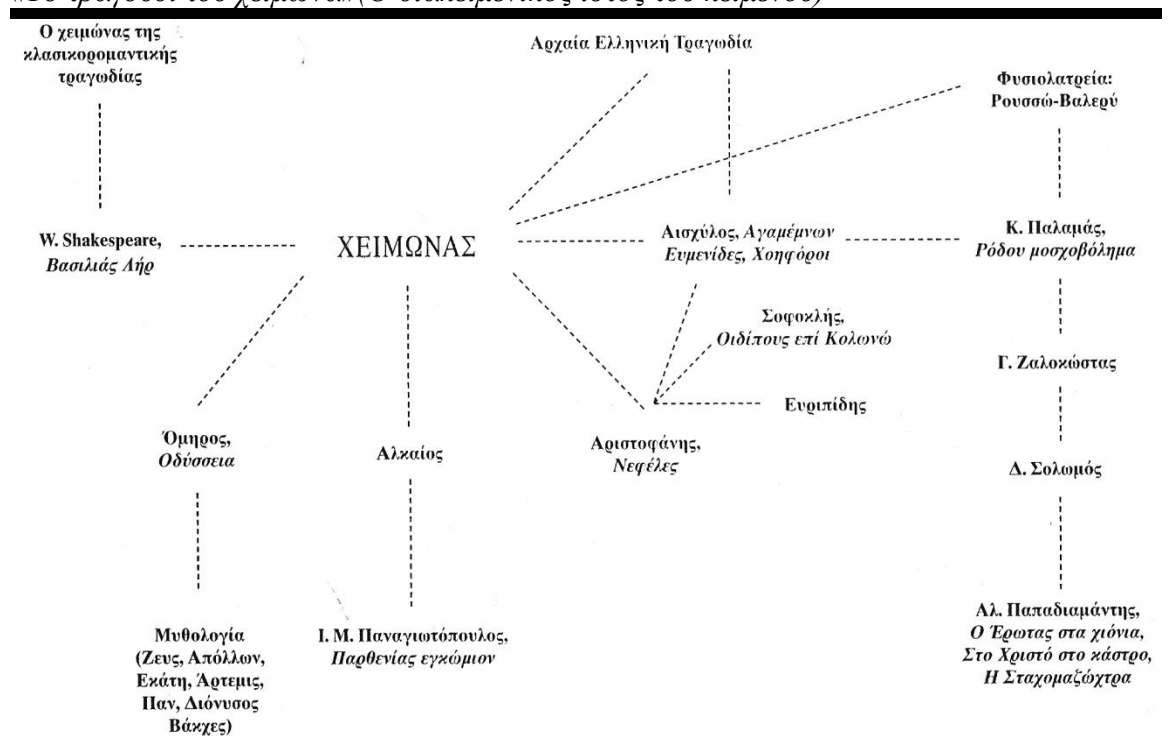 Ο χειμώνας της
κλασικορομαντικής
τραγωδίας
Αρχαία Ελληνική Τραγωδία
Φυσιολατρεία:
Ρουσσώ-Βαλερύ
W. Shakespeare,
Βασιλιάς Λήρ
ΧΕΙΜΩΝΑΣ
Αισχύλος, Αγαμέμνων
Ευμενίδες, Χοηφόροι
Κ. Παλαμάς,
Ρόδου μοσχοβόλημα
Σοφοκλής,
Οιδίπους επί Κολωνώ
Γ. Ζαλοκώστας
Ευριπίδης
Όμηρος,
Οδύσσεια
Αλκαίος
Αριστοφάνης,
Νεφέλες
Δ. Σολωμός
Μυθολογία
(Ζευς, Απόλλων,
Εκάτη, Άρτεμις,
Παν, Διόνυσος
Βάκχες)
Ι. Μ. Παναγιωτόπουλος,
Παρθενίας εγκώμιον
Αλ. Παπαδιαμάντης,
Ο Έρωτας στα χιόνια,
Στο Χριστό στο κάστρο,
Η Σταχομαζώχτρα